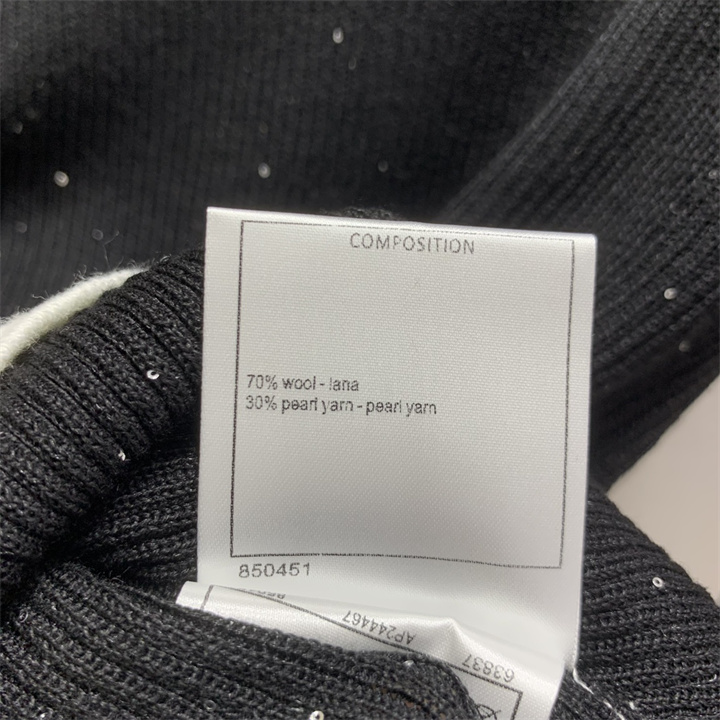 COMPOSITION
70% wool - lana
30% pearl yarn - pearl yarn
850451
AP244467
63837